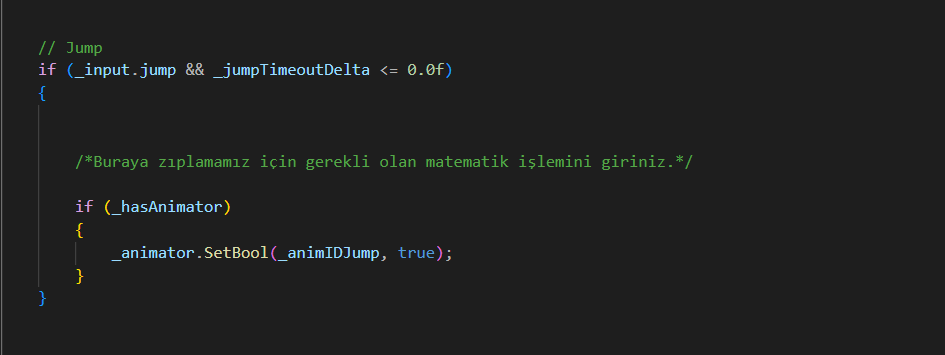 // Jump
if (_input.jump && _jumpTimeoutDelta <= 0.0f)
{
/*Buraya zıplamamız için gerekli olan matematik işlemini giriniz.*/
if (_hasAnimator)
{
_animator.SetBool(_animIDJump, true);
}
}